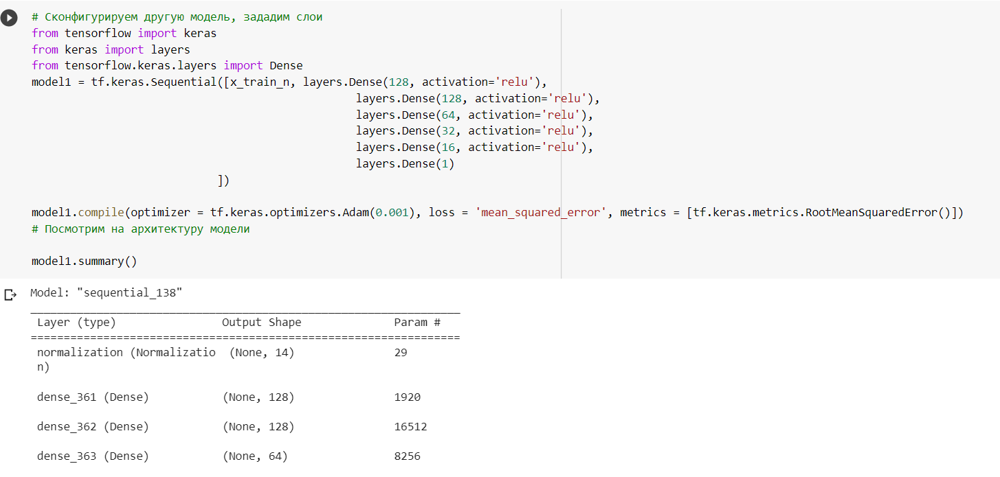 # Сконфигурируем другую модель, зададим слои
from tensorflow import keras
from keras import layers
from tensorflow.keras.layers import Dense
model1 = tf.keras.Sequential([x_train_n, layers.Dense(128, activation='relu'),
layers.Dense(128, activation='relu'),
layers.Dense(64, activation='relu'),
layers.Dense(32, activation='relu'),
layers.Dense(16, activation='relu'),
layers.Dense(1)
])
model1.compile(optimizer = tf.keras.optimizers.Adam(0.001), loss = 'mean_squared_error', metrics = [tf.keras.metrics.RootMeanSquaredError()])
# Посмотрим на архитектуру модели
model1.summary()
Model: "sequential_138"
_________________________________________________________________
Layer (type) Output Shape Param #
=================================================================
normalization (Normalizatio (None, 14) 29
n)
dense_361 (Dense) (None, 128) 1920
dense_362 (Dense) (None, 128) 16512
dense_363 (Dense) (None, 64) 8256